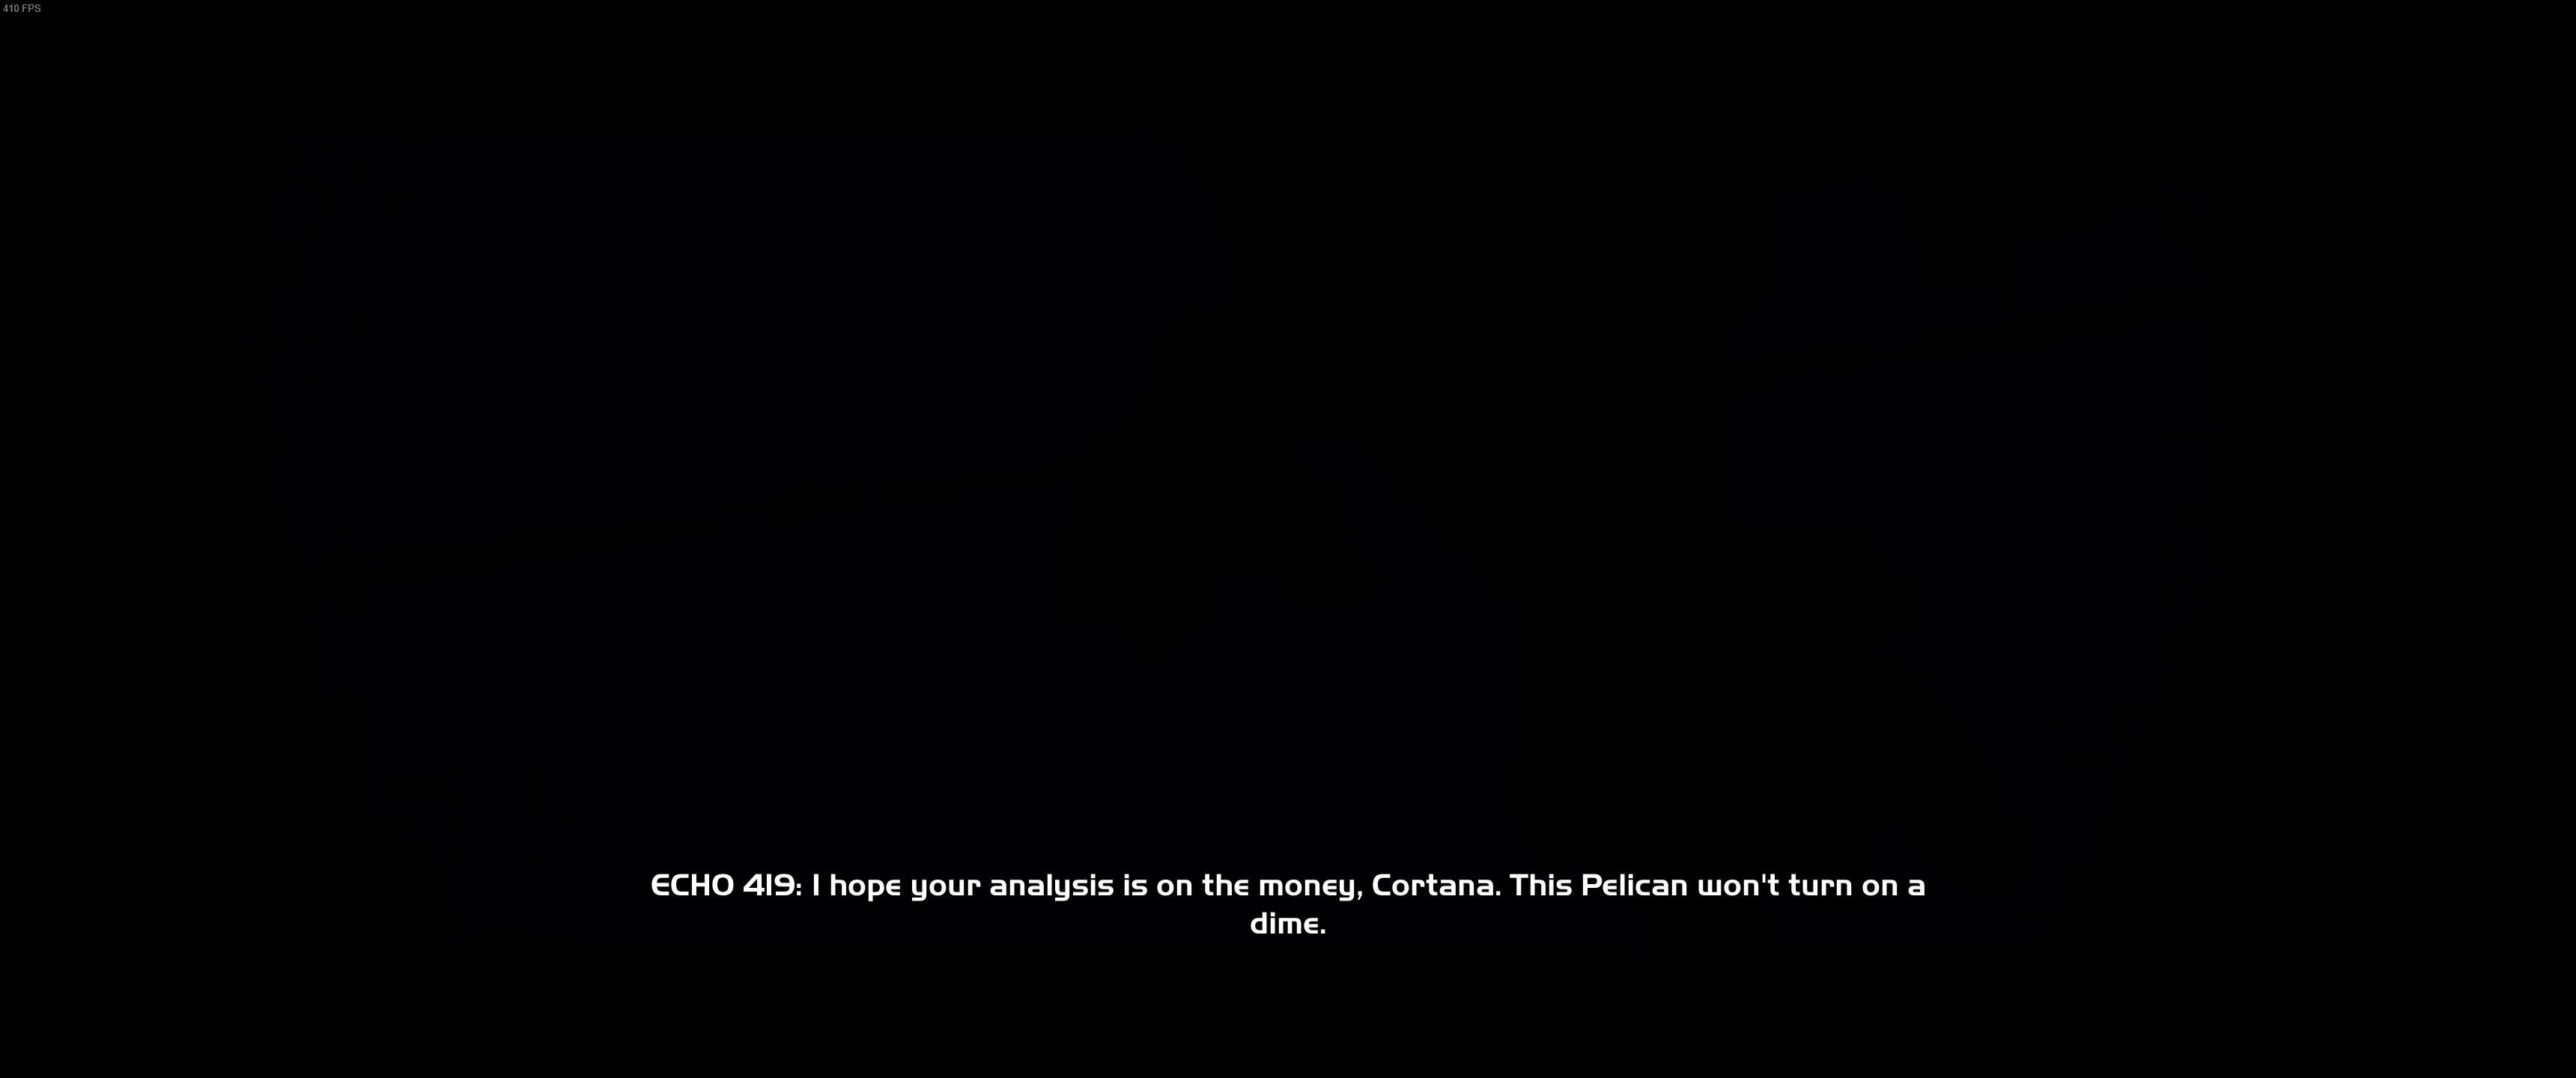 410 FPS
ECHO 419: I hope your analysis is on the money, Cortana. This Pelican won't turn on a
dime.